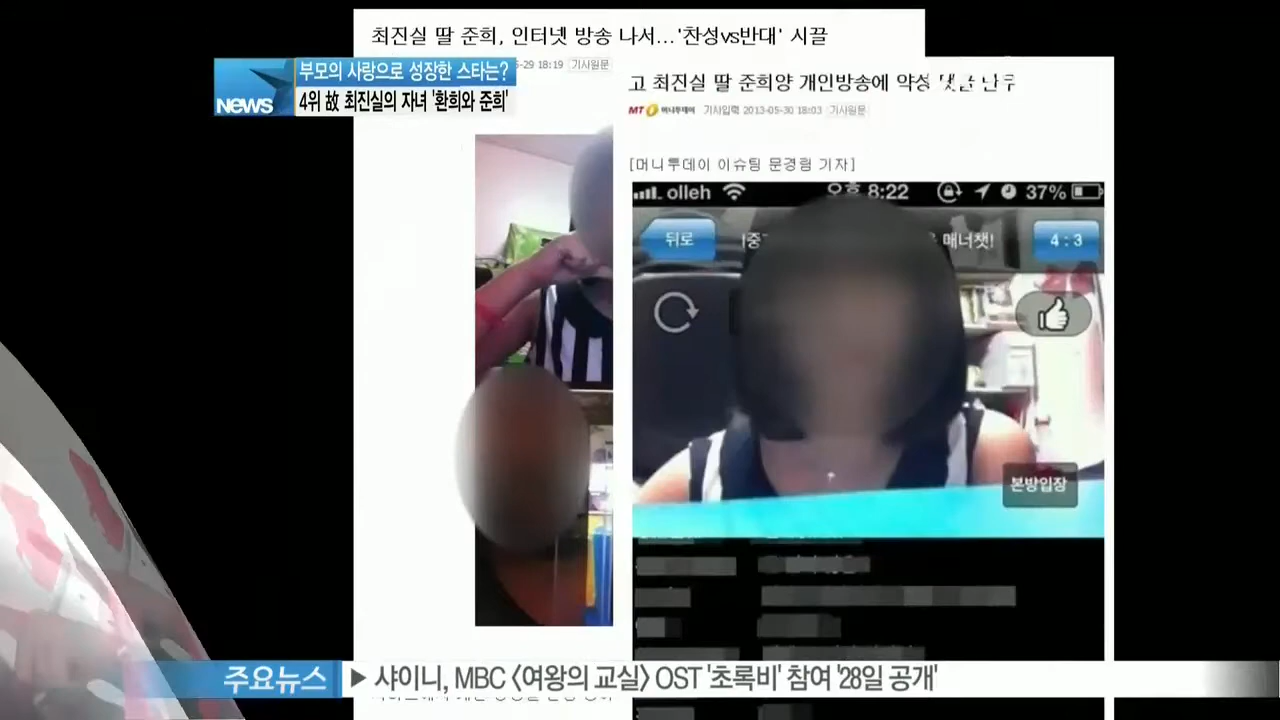 최진실 딸 준희, 인터넷 방송 나서...'찬성vs반대' 시끌
5-29 18:19 기사원문
부모의 사랑으로 성장한 스타는?
NEWS
4위 故 최진실의 자녀 '환희와 준희'
고 최진실 딸 준희양 개인방송에 악성
MT 머니투데이 기사입력 2013-05-30 18:03 기사원문
[머니투데이 이슈팀 문경림 기자]
olleh 오후 8:22 37%
뒤로 매너챗! 4:3
본방입장
주요뉴스 ▶ 샤이니, MBC <여왕의 교실> OST '초록비' 참여 '28일 공개'